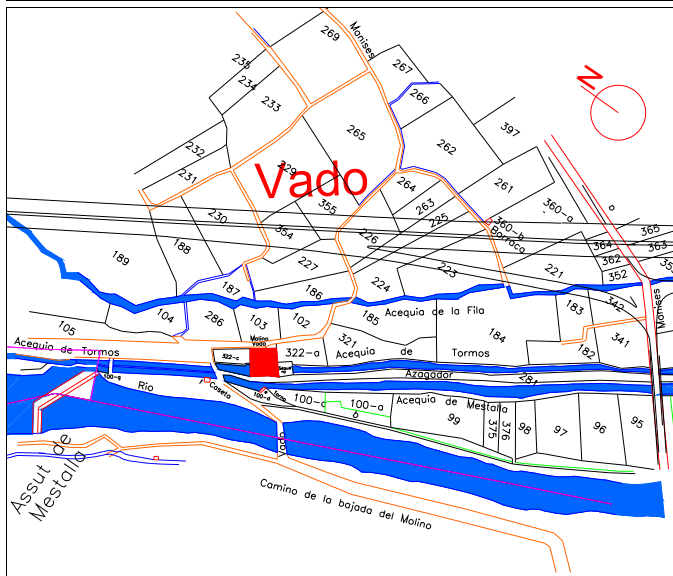 269
Monises
267
235
234
233
266
265
262
397
N
232
231
229
Vado
264
263
261
230
355
225
360-a
360-b
Barraca
354
226
365
364
363
362
352
189
188
227
224
223
221
187
186
Acequia de la Fila
183
342
Monises
105
104
286
103
102
185
184
341
182
321
Acequia de Tormos
Molino
Vado
322-c
322-a
Acequia de Tormos
Azagador
281
100-g
Rio
Caseta
100-d
100-c
100-a
b
Acequia de Mestalla
99
375
376
98
97
96
95
Vado
Assut de
Mestalla
Camino de la bajada del Molino